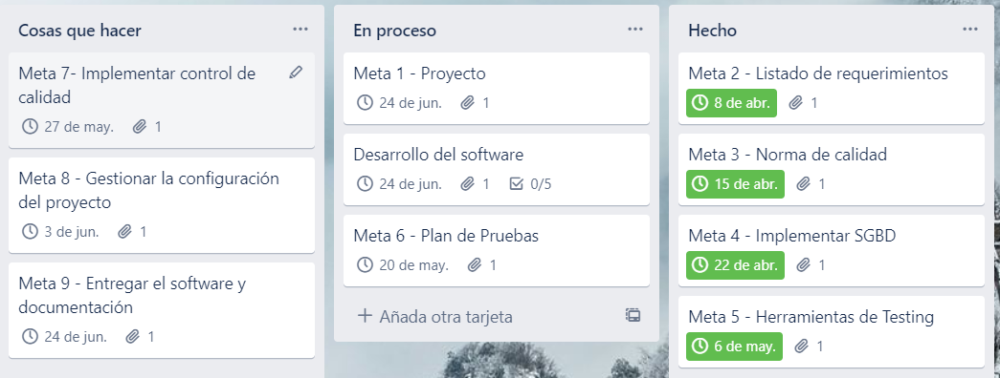 Cosas que hacer
Meta 7- Implementar control de
calidad
27 de may. 1
Meta 8 - Gestionar la configuración
del proyecto
3 de jun. 1
Meta 9 - Entregar el software y
documentación
24 de jun. 1
En proceso
Meta 1 - Proyecto
24 de jun. 1
Desarrollo del software
24 de jun. 1 0/5
Meta 6 - Plan de Pruebas
20 de may. 1
+ Añada otra tarjeta
Hecho
Meta 2 - Listado de requerimientos
8 de abr. 1
Meta 3 - Norma de calidad
15 de abr. 1
Meta 4 - Implementar SGBD
22 de abr. 1
Meta 5 - Herramientas de Testing
6 de may. 1